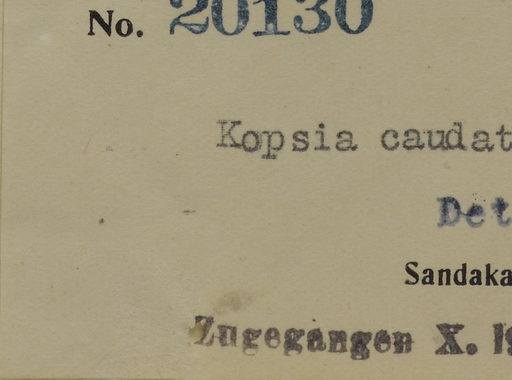 No. 20130
Kopsia caudat
Det
Sandaka
Zugegangen X. 19